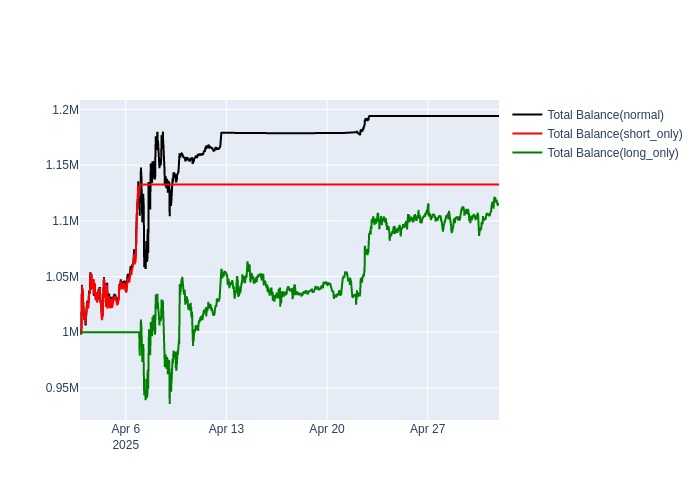 1.2M
1.15M
1.1M
1.05M
1M
0.95M
Apr 6
2025
Apr 13
Apr 20
Apr 27
Total Balance(normal)
Total Balance(short_only)
Total Balance(long_only)